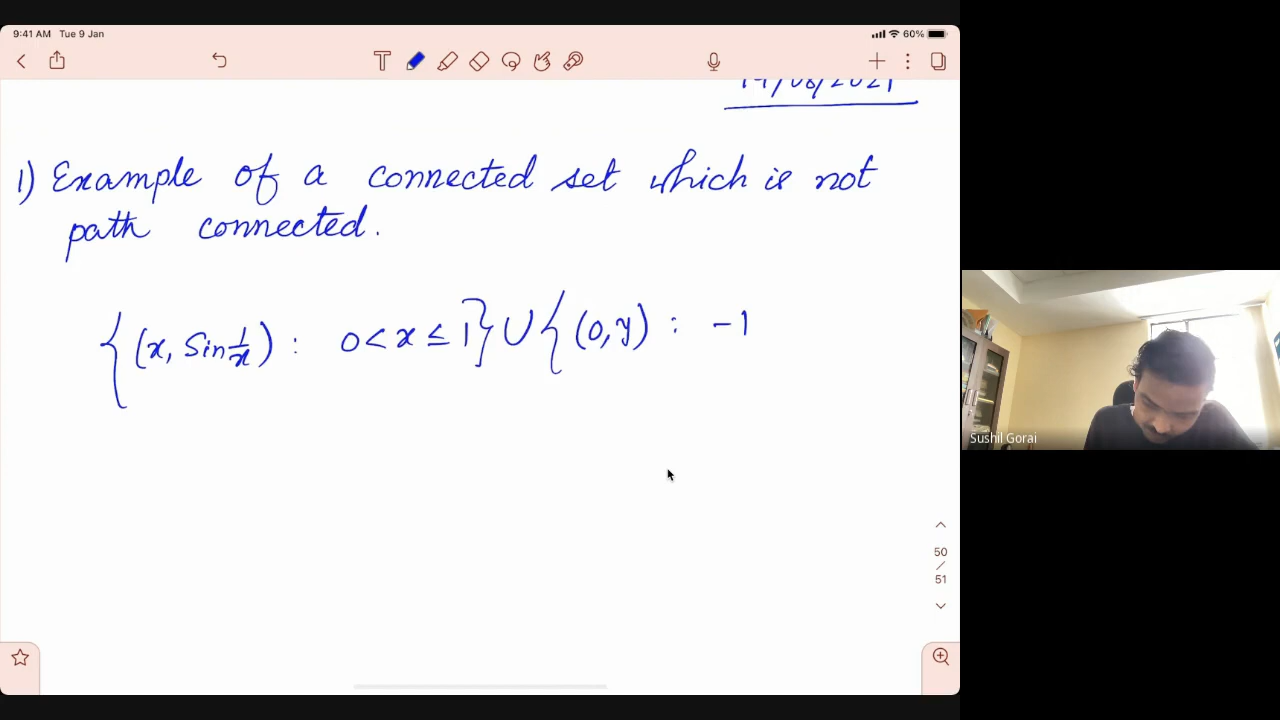 9:41 AM Tue 9 Jan
60%
1) Example of a connected set which is not
path connected.
{(x, Sin 1/x) : 0 < x ≤ 1} ∪ {(0, y) : -1
Sushil Gorai
50
/
51